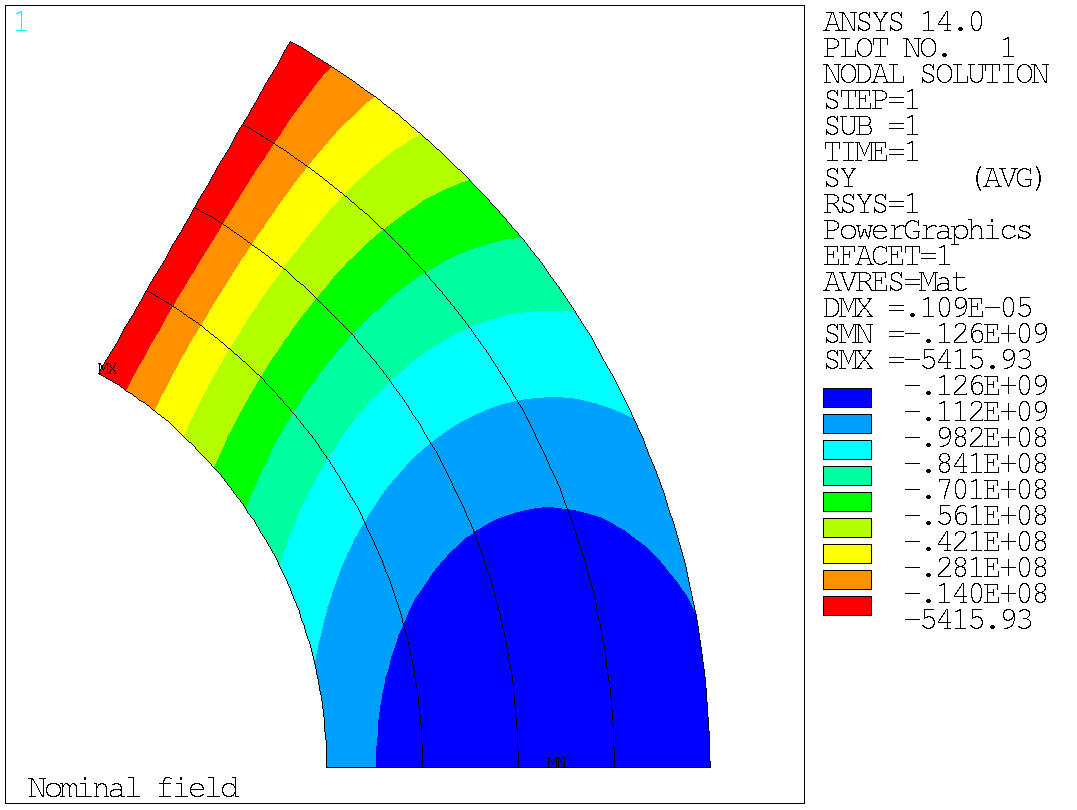 1
ANSYS 14.0
PLOT NO.   1
NODAL SOLUTION
STEP=1
SUB =1
TIME=1
SY       (AVG)
RSYS=1
PowerGraphics
EFACET=1
AVRES=Mat
DMX =.109E-05
SMN =-.126E+09
SMX =-5415.93
-.126E+09
-.112E+09
-.982E+08
-.841E+08
-.701E+08
-.561E+08
-.421E+08
-.281E+08
-.140E+08
-5415.93
MX
MN
Nominal field